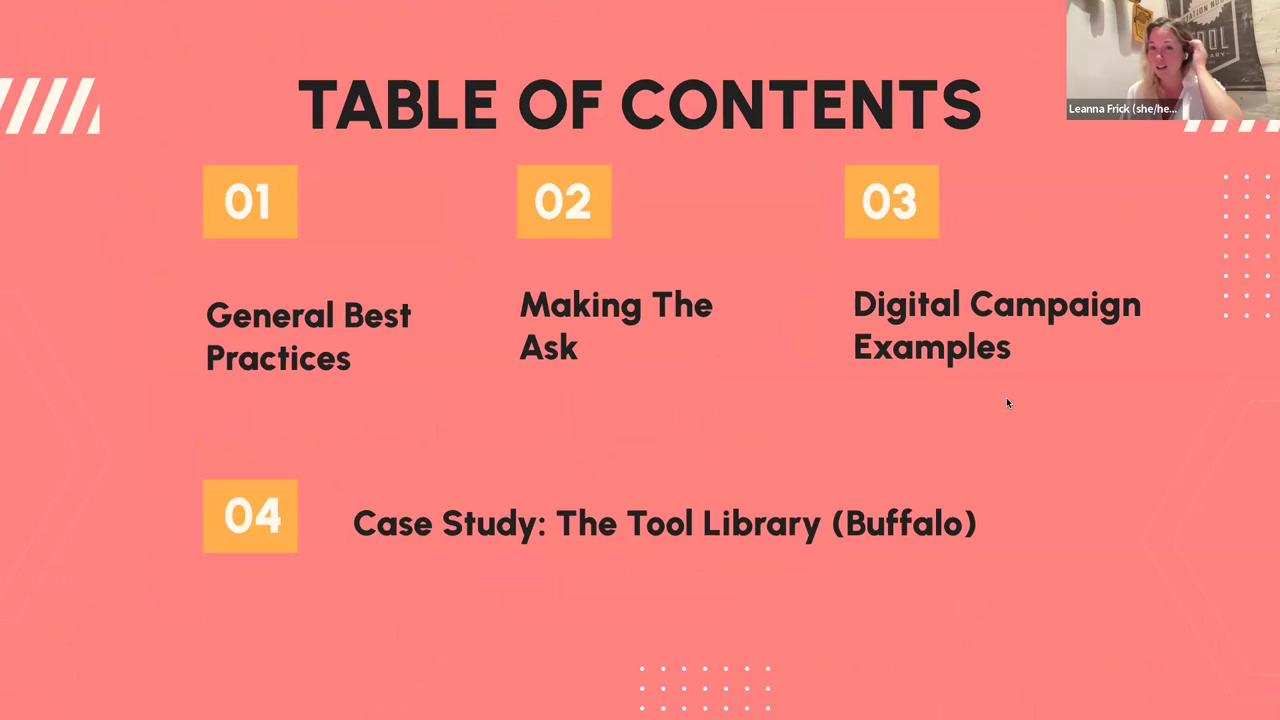 TABLE OF CONTENTS
Leanna Frick (she/he...
01
02
03
General Best
Practices
Making The
Ask
Digital Campaign
Examples
04
Case Study: The Tool Library (Buffalo)